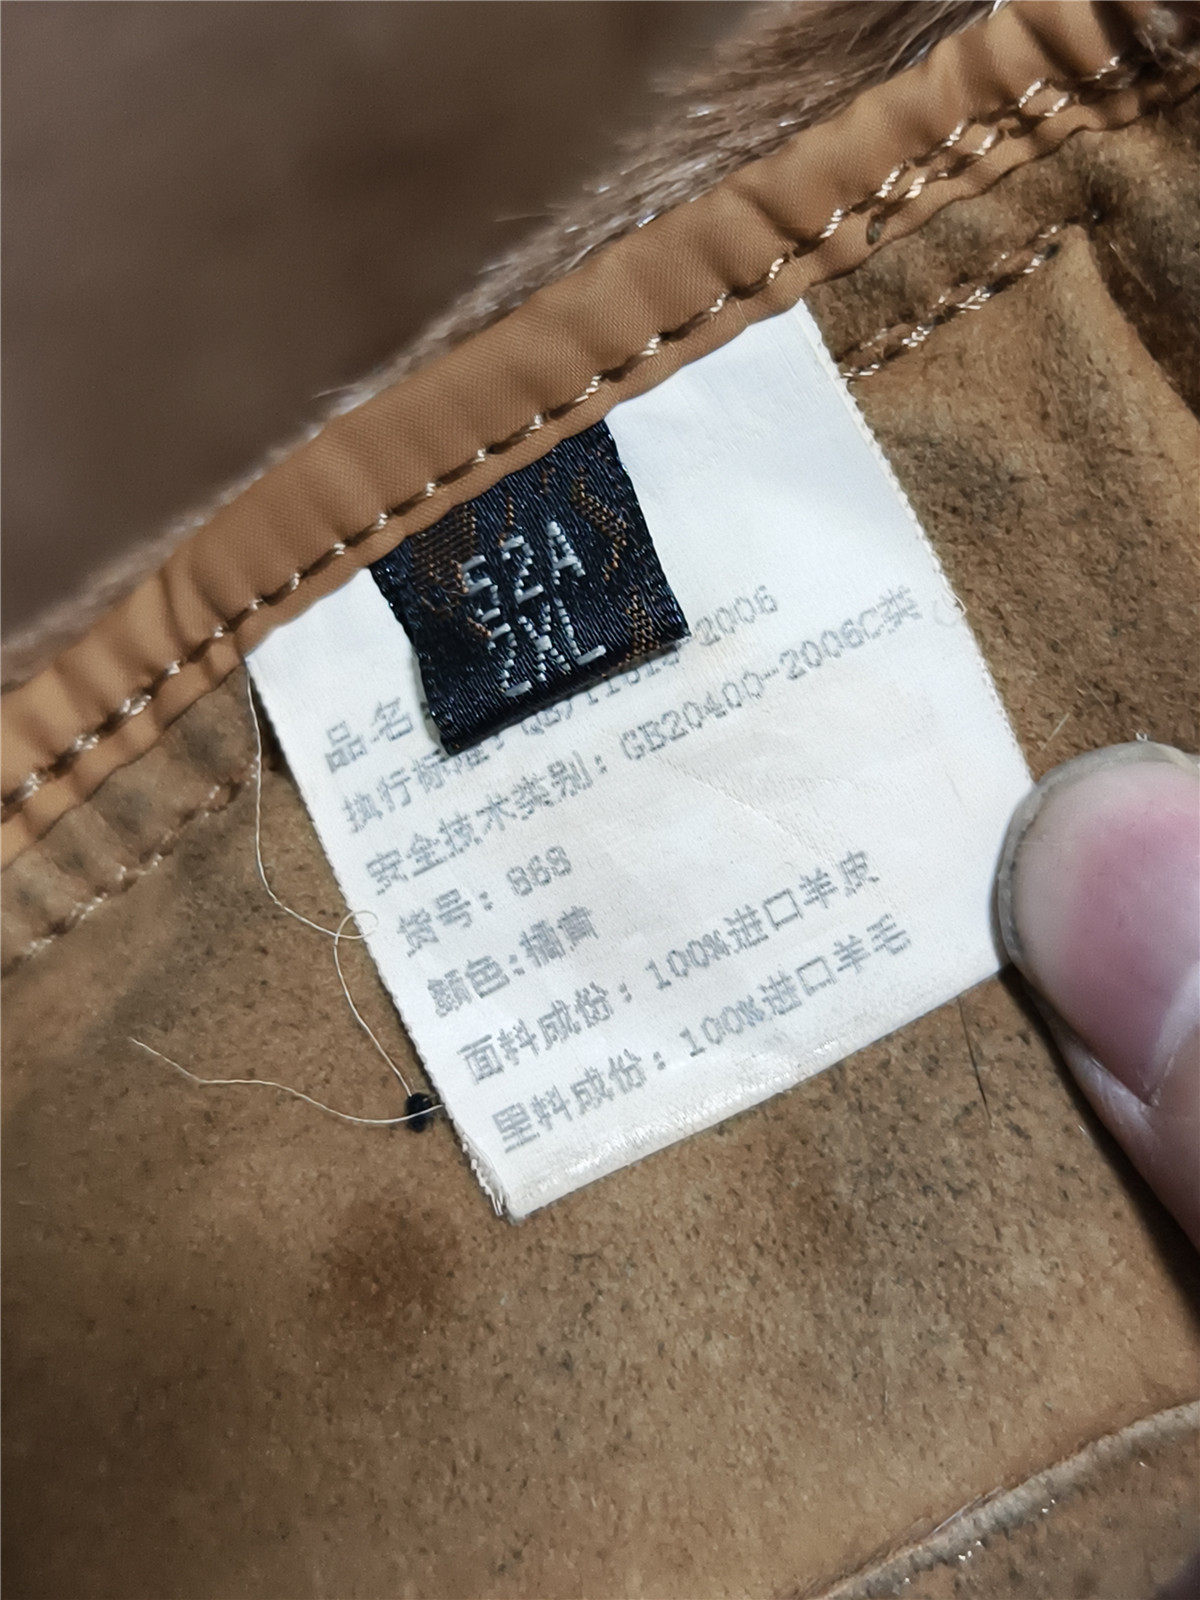 52A
2XL
品名
执行标准: QB/T1615-2006
安全技术类别: GB20400-2006C类
货号: 868
颜色:橘黄
面料成份: 100%进口羊皮
里料成份: 100%进口羊毛